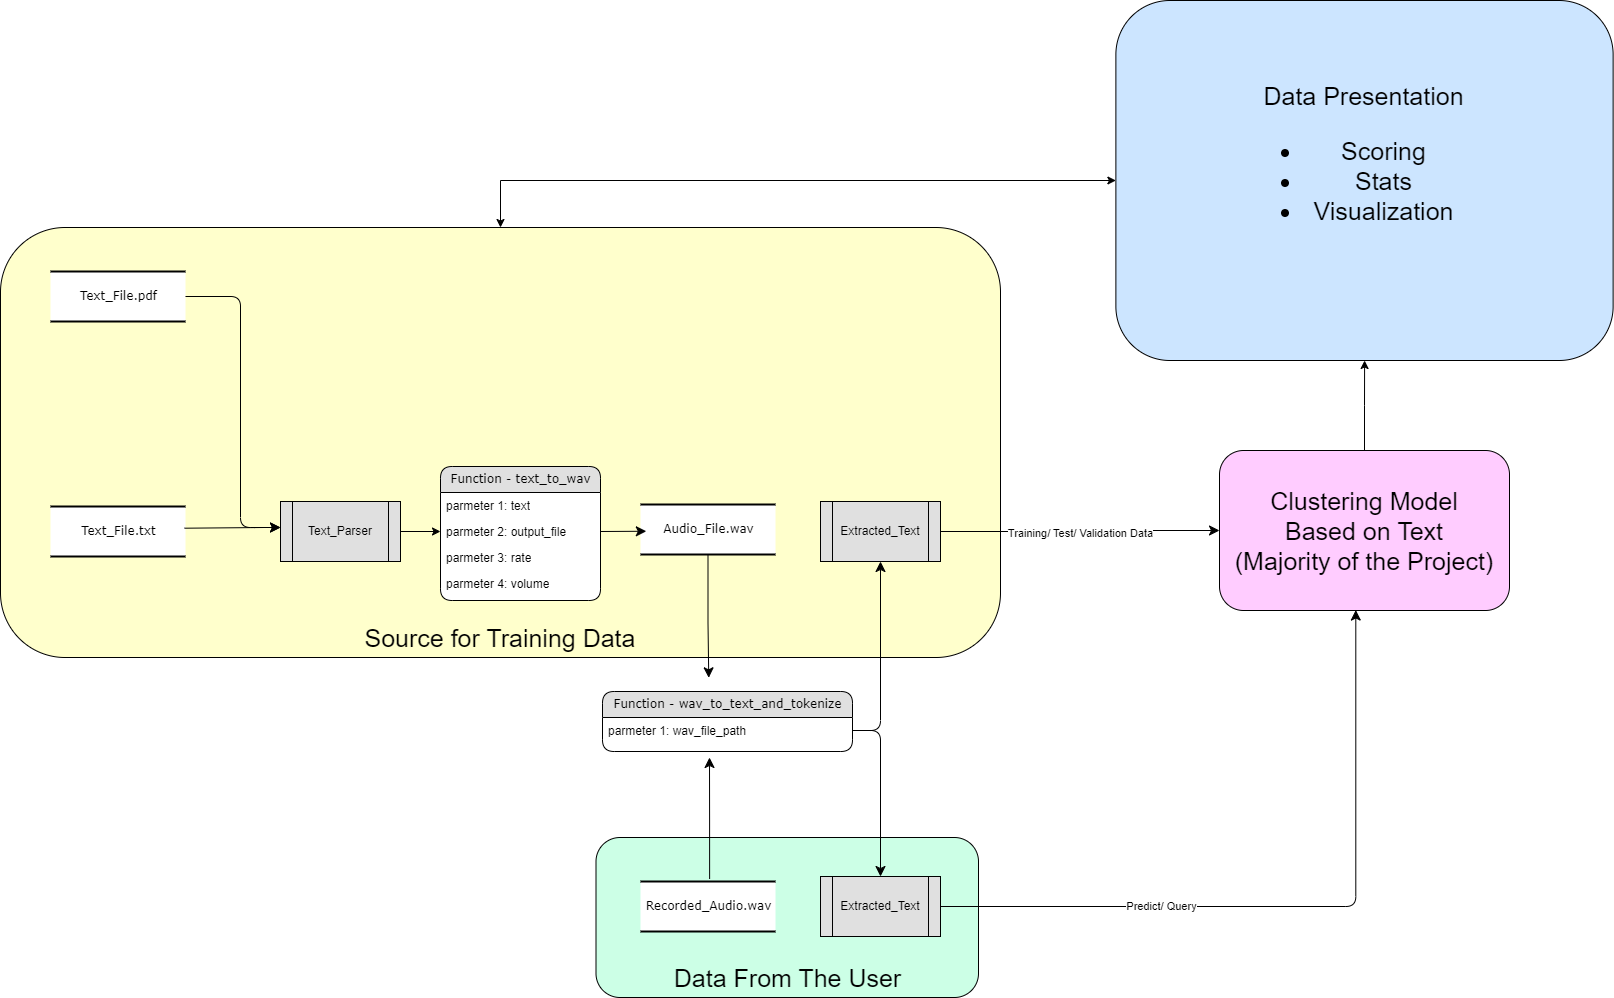 Data Presentation
Scoring
Stats
Visualization
Text_File.pdf
Text_File.txt
Text_Parser
Function - text_to_wav
parmeter 1: text
parmeter 2: output_file
parmeter 3: rate
parmeter 4: volume
Audio_File.wav
Extracted_Text
Training/ Test/ Validation Data
Clustering Model
Based on Text
(Majority of the Project)
Source for Training Data
Function - wav_to_text_and_tokenize
parmeter 1: wav_file_path
Recorded_Audio.wav
Extracted_Text
Predict/ Query
Data From The User